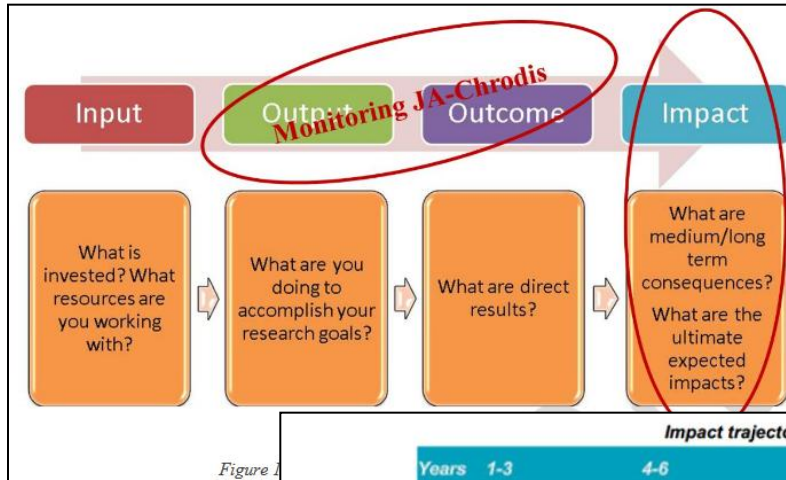 Input
Output
Outcome
Impact
Monitoring JA-Chrodis
What is
invested? What
resources are
you working
with?
What are you
doing to
accomplish your
research goals?
What are direct
results?
What are
medium/long
term
consequences?
What are the
ultimate
expected
impacts?
Figure
Impact trajecto
Years 1-3 4-6